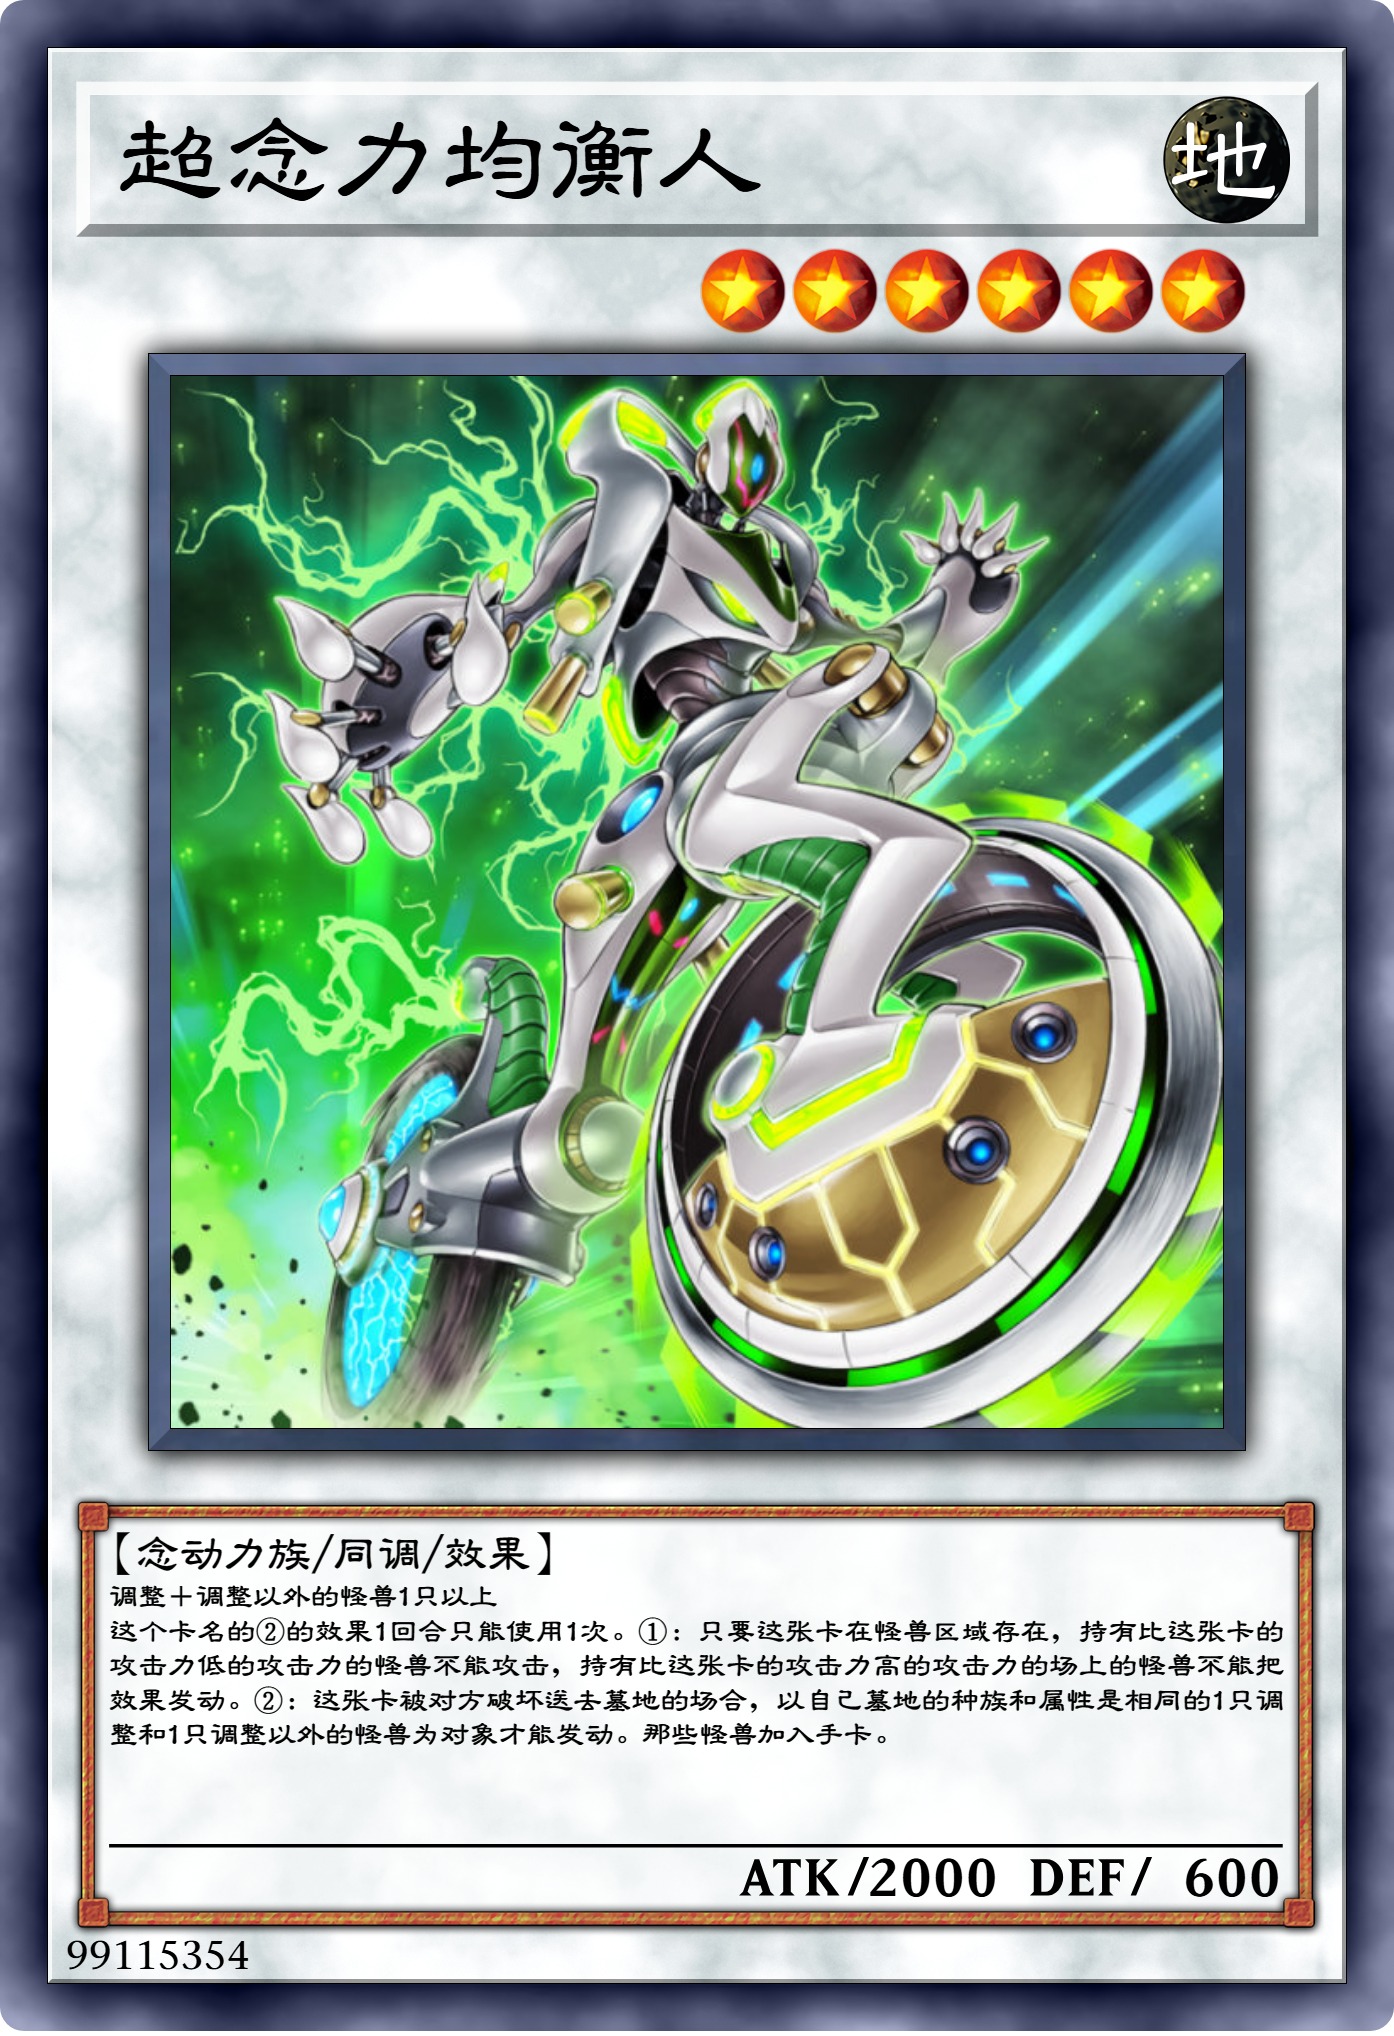 超念力均衡人
地
【念动力族/同调/效果】
调整＋调整以外的怪兽1只以上
这个卡名的②的效果1回合只能使用1次。①：只要这张卡在怪兽区域存在，持有比这张卡的
攻击力低的攻击力的怪兽不能攻击，持有比这张卡的攻击力高的攻击力的场上的怪兽不能把
效果发动。②：这张卡被对方破坏送去墓地的场合，以自己墓地的种族和属性是相同的1只调
整和1只调整以外的怪兽为对象才能发动。那些怪兽加入手卡。
ATK/2000 DEF/ 600
99115354